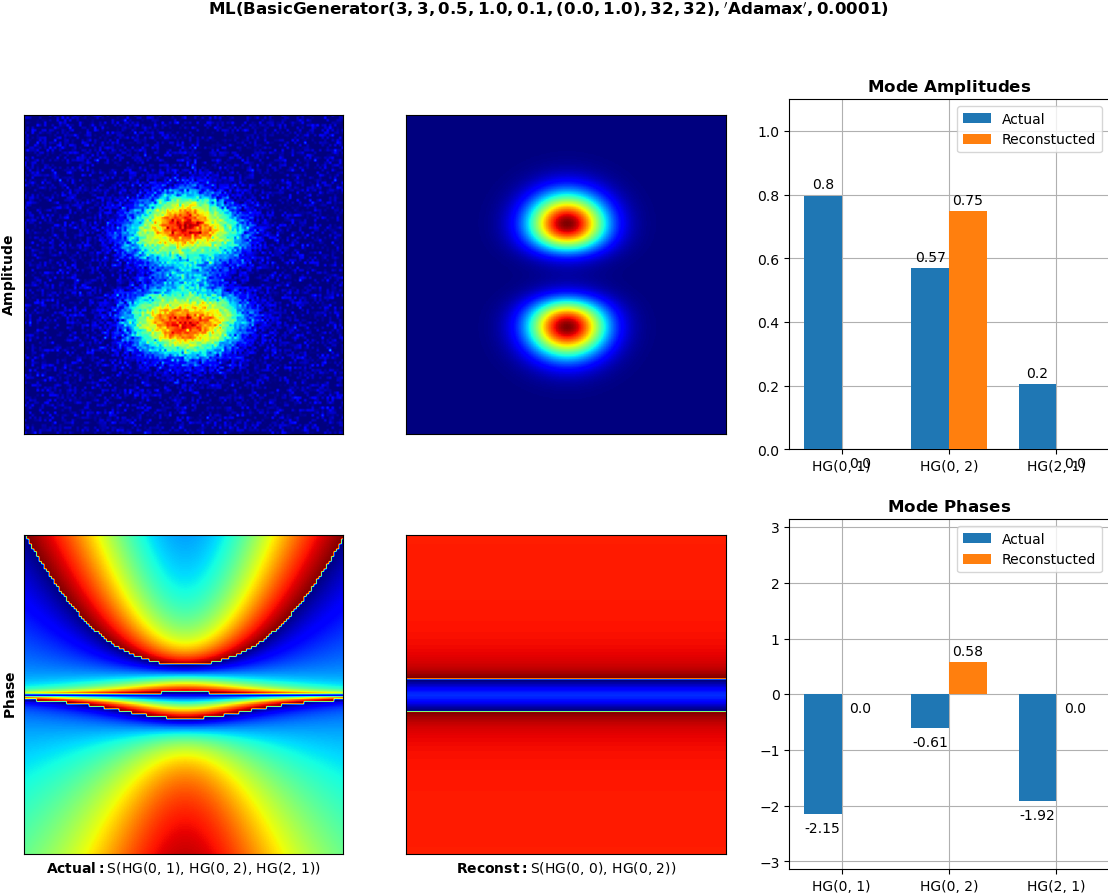 ML(BasicGenerator(3, 3, 0.5, 1.0, 0.1, (0.0, 1.0), 32, 32), ′Adamax′, 0.0001)
Amplitude
Mode Amplitudes
Actual
Reconstucted
1.0
0.8
0.6
0.4
0.2
0.0
0.8
0.0
0.57
0.75
0.2
0.0
HG(0, 1)
HG(0, 2)
HG(2, 1)
Phase
Actual: S(HG(0, 1), HG(0, 2), HG(2, 1))
Reconst: S(HG(0, 0), HG(0, 2))
Mode Phases
Actual
Reconstucted
3
2
1
0
−1
−2
−3
-2.15
0.0
-0.61
0.58
-1.92
0.0
HG(0, 1)
HG(0, 2)
HG(2, 1)